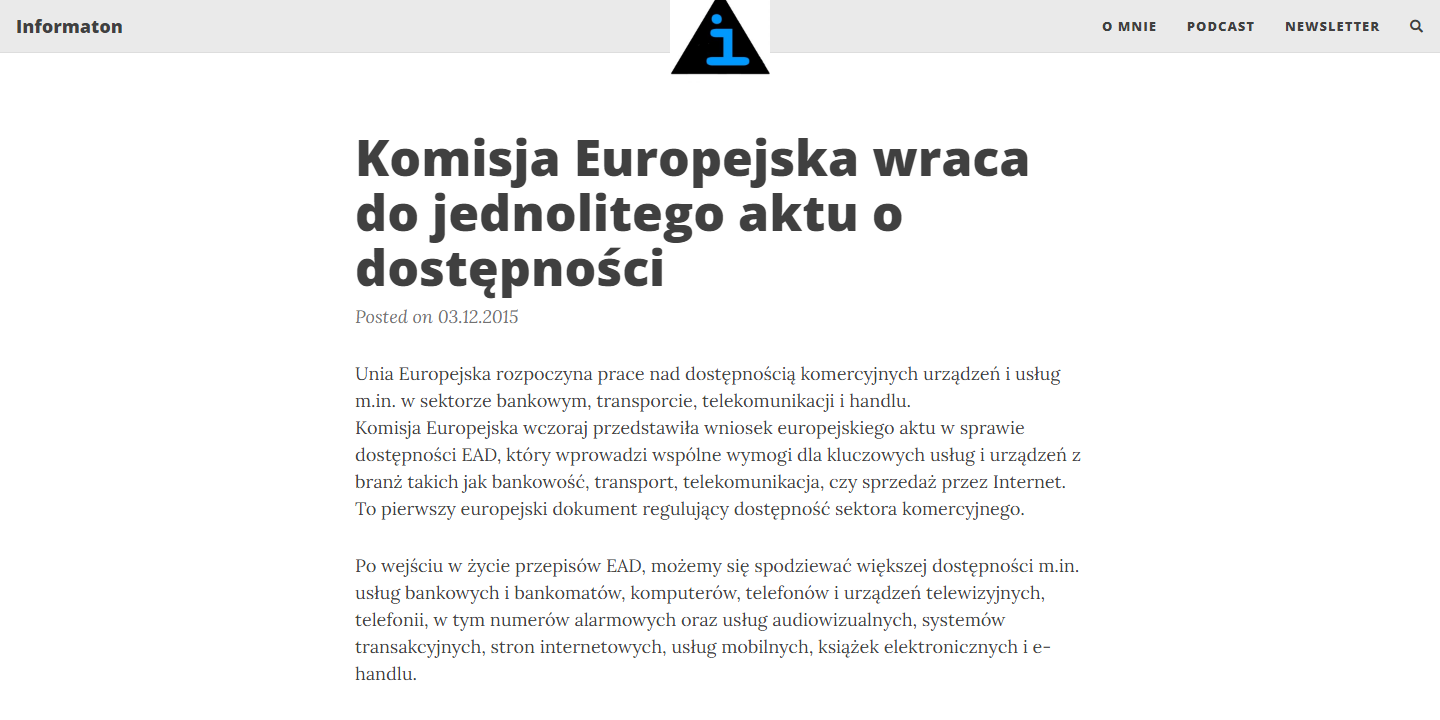 Informaton
i
O MNIE
PODCAST
NEWSLETTER
Komisja Europejska wraca
do jednolitego aktu o
dostępności
Posted on 03.12.2015
Unia Europejska rozpoczyna prace nad dostępnością komercyjnych urządzeń i usług
m.in. w sektorze bankowym, transporcie, telekomunikacji i handlu.
Komisja Europejska wczoraj przedstawiła wniosek europejskiego aktu w sprawie
dostępności EAD, który wprowadzi wspólne wymogi dla kluczowych usług i urządzeń z
branż takich jak bankowość, transport, telekomunikacja, czy sprzedaż przez Internet.
To pierwszy europejski dokument regulujący dostępność sektora komercyjnego.
Po wejściu w życie przepisów EAD, możemy się spodziewać większej dostępności m.in.
usług bankowych i bankomatów, komputerów, telefonów i urządzeń telewizyjnych,
telefonii, w tym numerów alarmowych oraz usług audiowizualnych, systemów
transakcyjnych, stron internetowych, usług mobilnych, książek elektronicznych i e-
handlu.